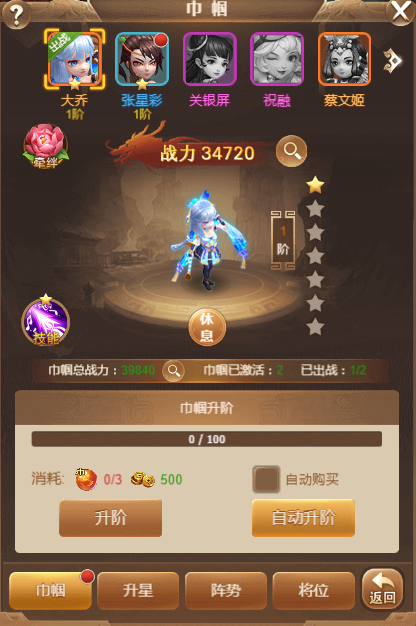 巾帼
?
出战
大乔 张星彩 关银屏 祝融 蔡文姬
1阶 1阶
牵绊
战力 34720
1
阶
休
息
技能
巾帼总战力：39840 巾帼已激活：2 已出战：1/2
巾帼升阶
0 / 100
消耗: 巾 0/3 500 自动购买
升阶 自动升阶
巾帼 升星 阵势 将位 返回